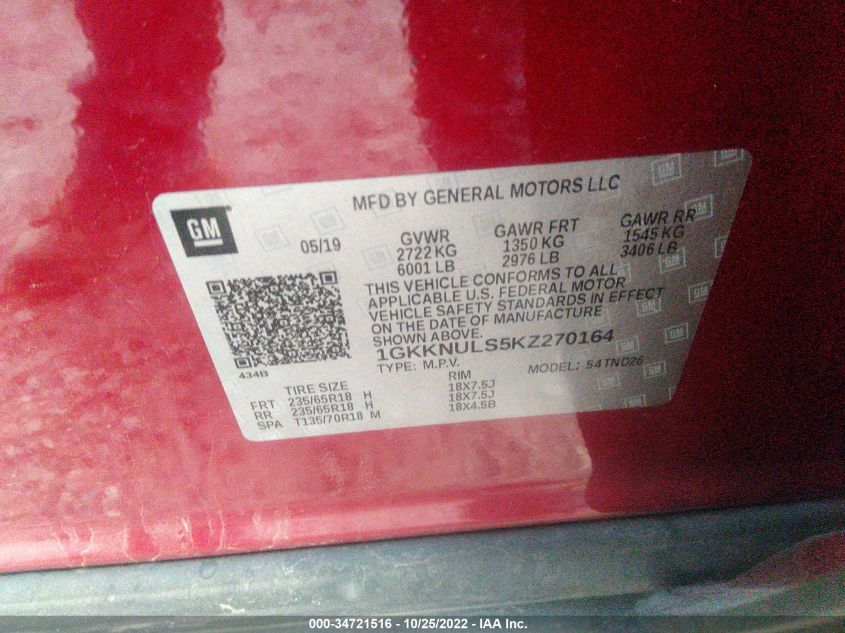 MFD BY GENERAL MOTORS LLC
GM
05/19
GVWR GAWR FRT GAWR RR
2722 KG 1350 KG 1545 KG
6001 LB 2976 LB 3406 LB
THIS VEHICLE CONFORMS TO ALL
APPLICABLE U.S. FEDERAL MOTOR
VEHICLE SAFETY STANDARDS IN EFFECT
ON THE DATE OF MANUFACTURE
SHOWN ABOVE.
1GKKNULS5KZ270164
TYPE: M.P.V. MODEL: 54TND26
434B
TIRE SIZE RIM
FRT 235/65R18 H 18X7.5J
RR 235/65R18 H 18X7.5J
SPA T135/70R18 M 18X4.5B
000-34721516 - 10/25/2022 - IAA Inc.